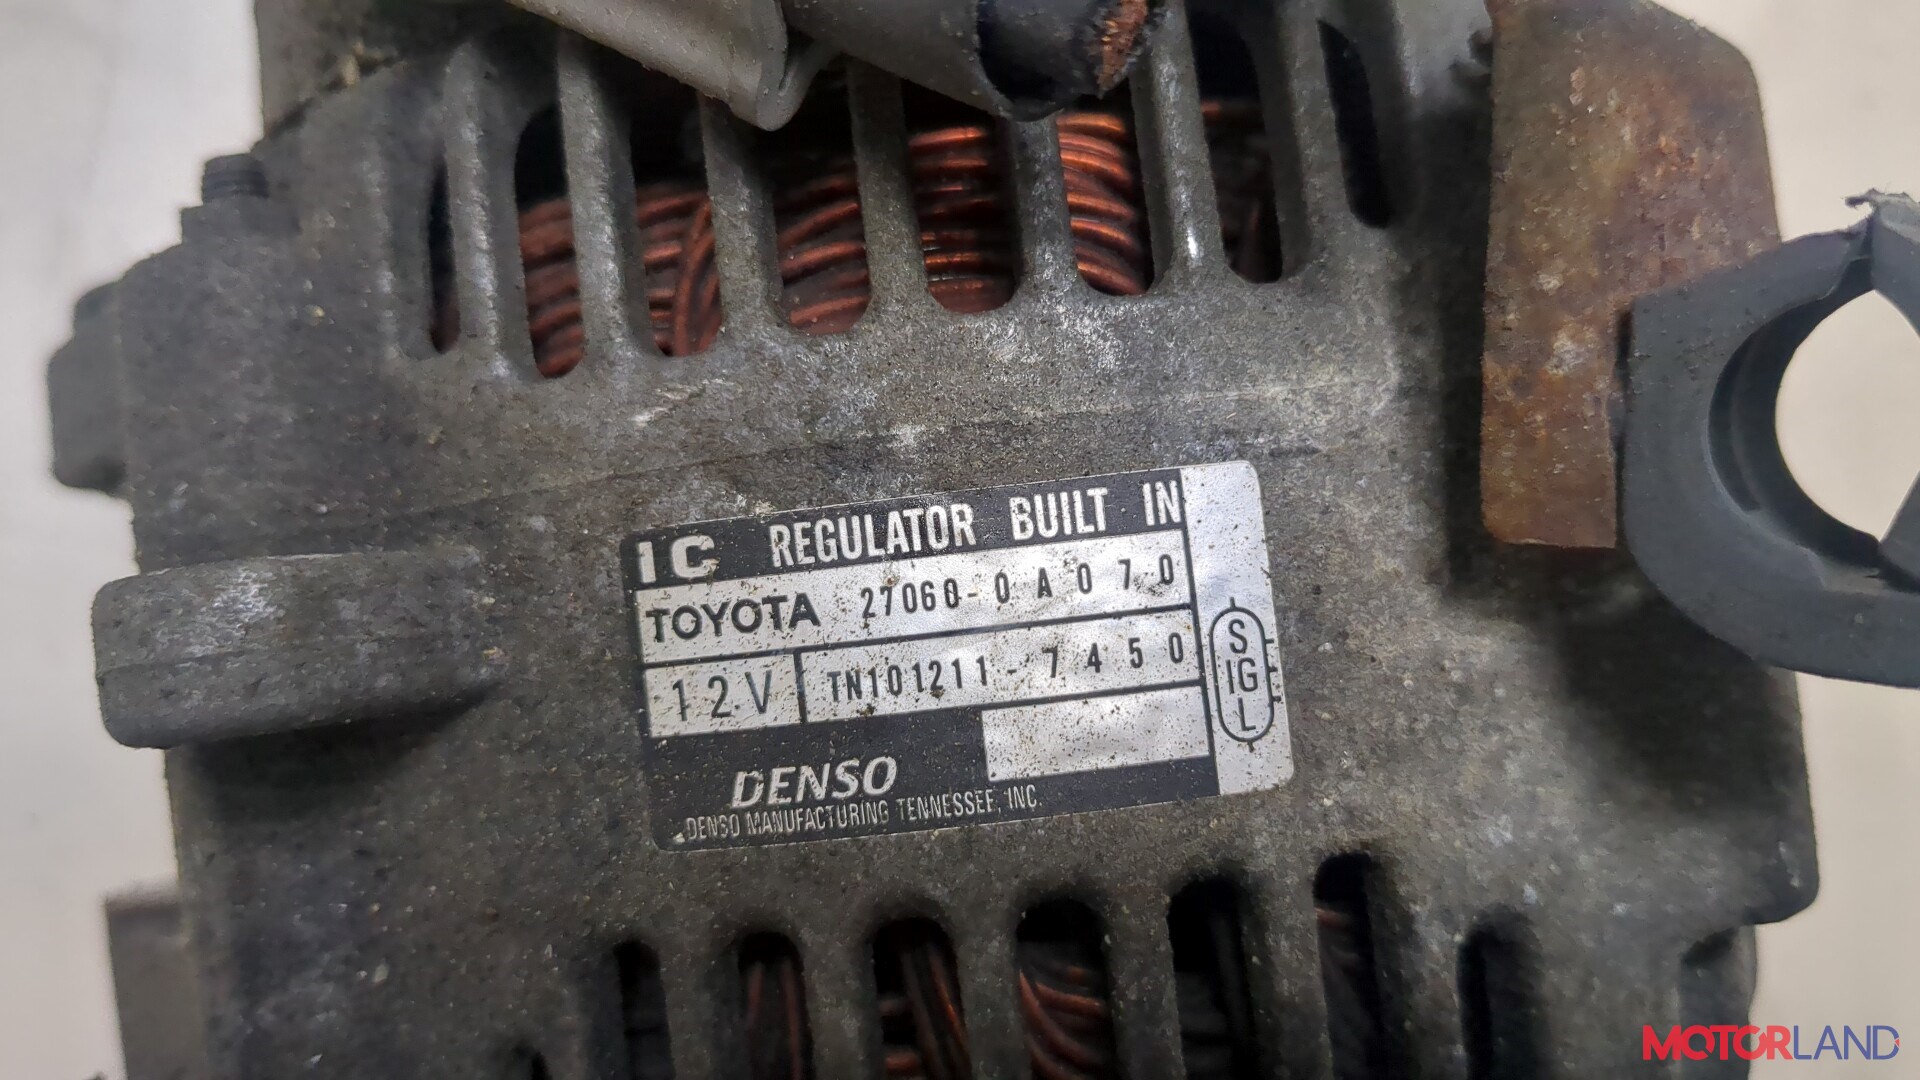 IC REGULATOR BUILT IN
TOYOTA 27060-0A070
12V TN101211-7450
S
IG
L
DENSO
DENSO MANUFACTURING TENNESSEE, INC.
MOTORLAND